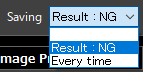 Saving Result : NG
Result : NG
Every time
mage P